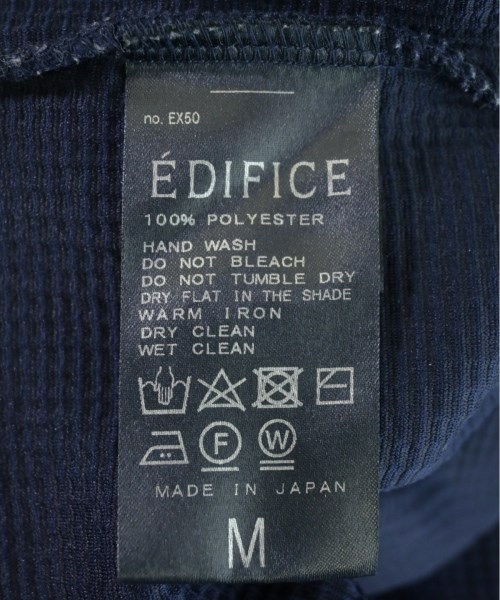 no. EX50
ÉDIFICE
100% POLYESTER
HAND WASH
DO NOT BLEACH
DO NOT TUMBLE DRY
DRY FLAT IN THE SHADE
WARM IRON
DRY CLEAN
WET CLEAN
F W
MADE IN JAPAN
M